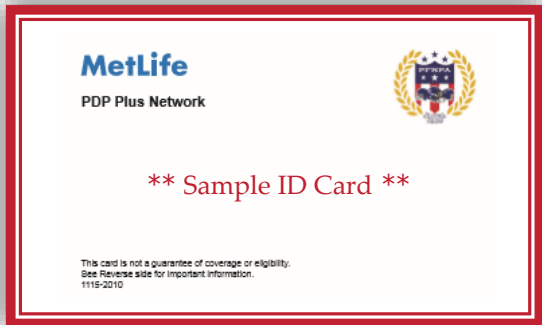 MetLife
PDP Plus Network
PFNPA
** Sample ID Card **
This card is not a guarantee of coverage or eligibility.
See Reverse side for important information.
1115-2010